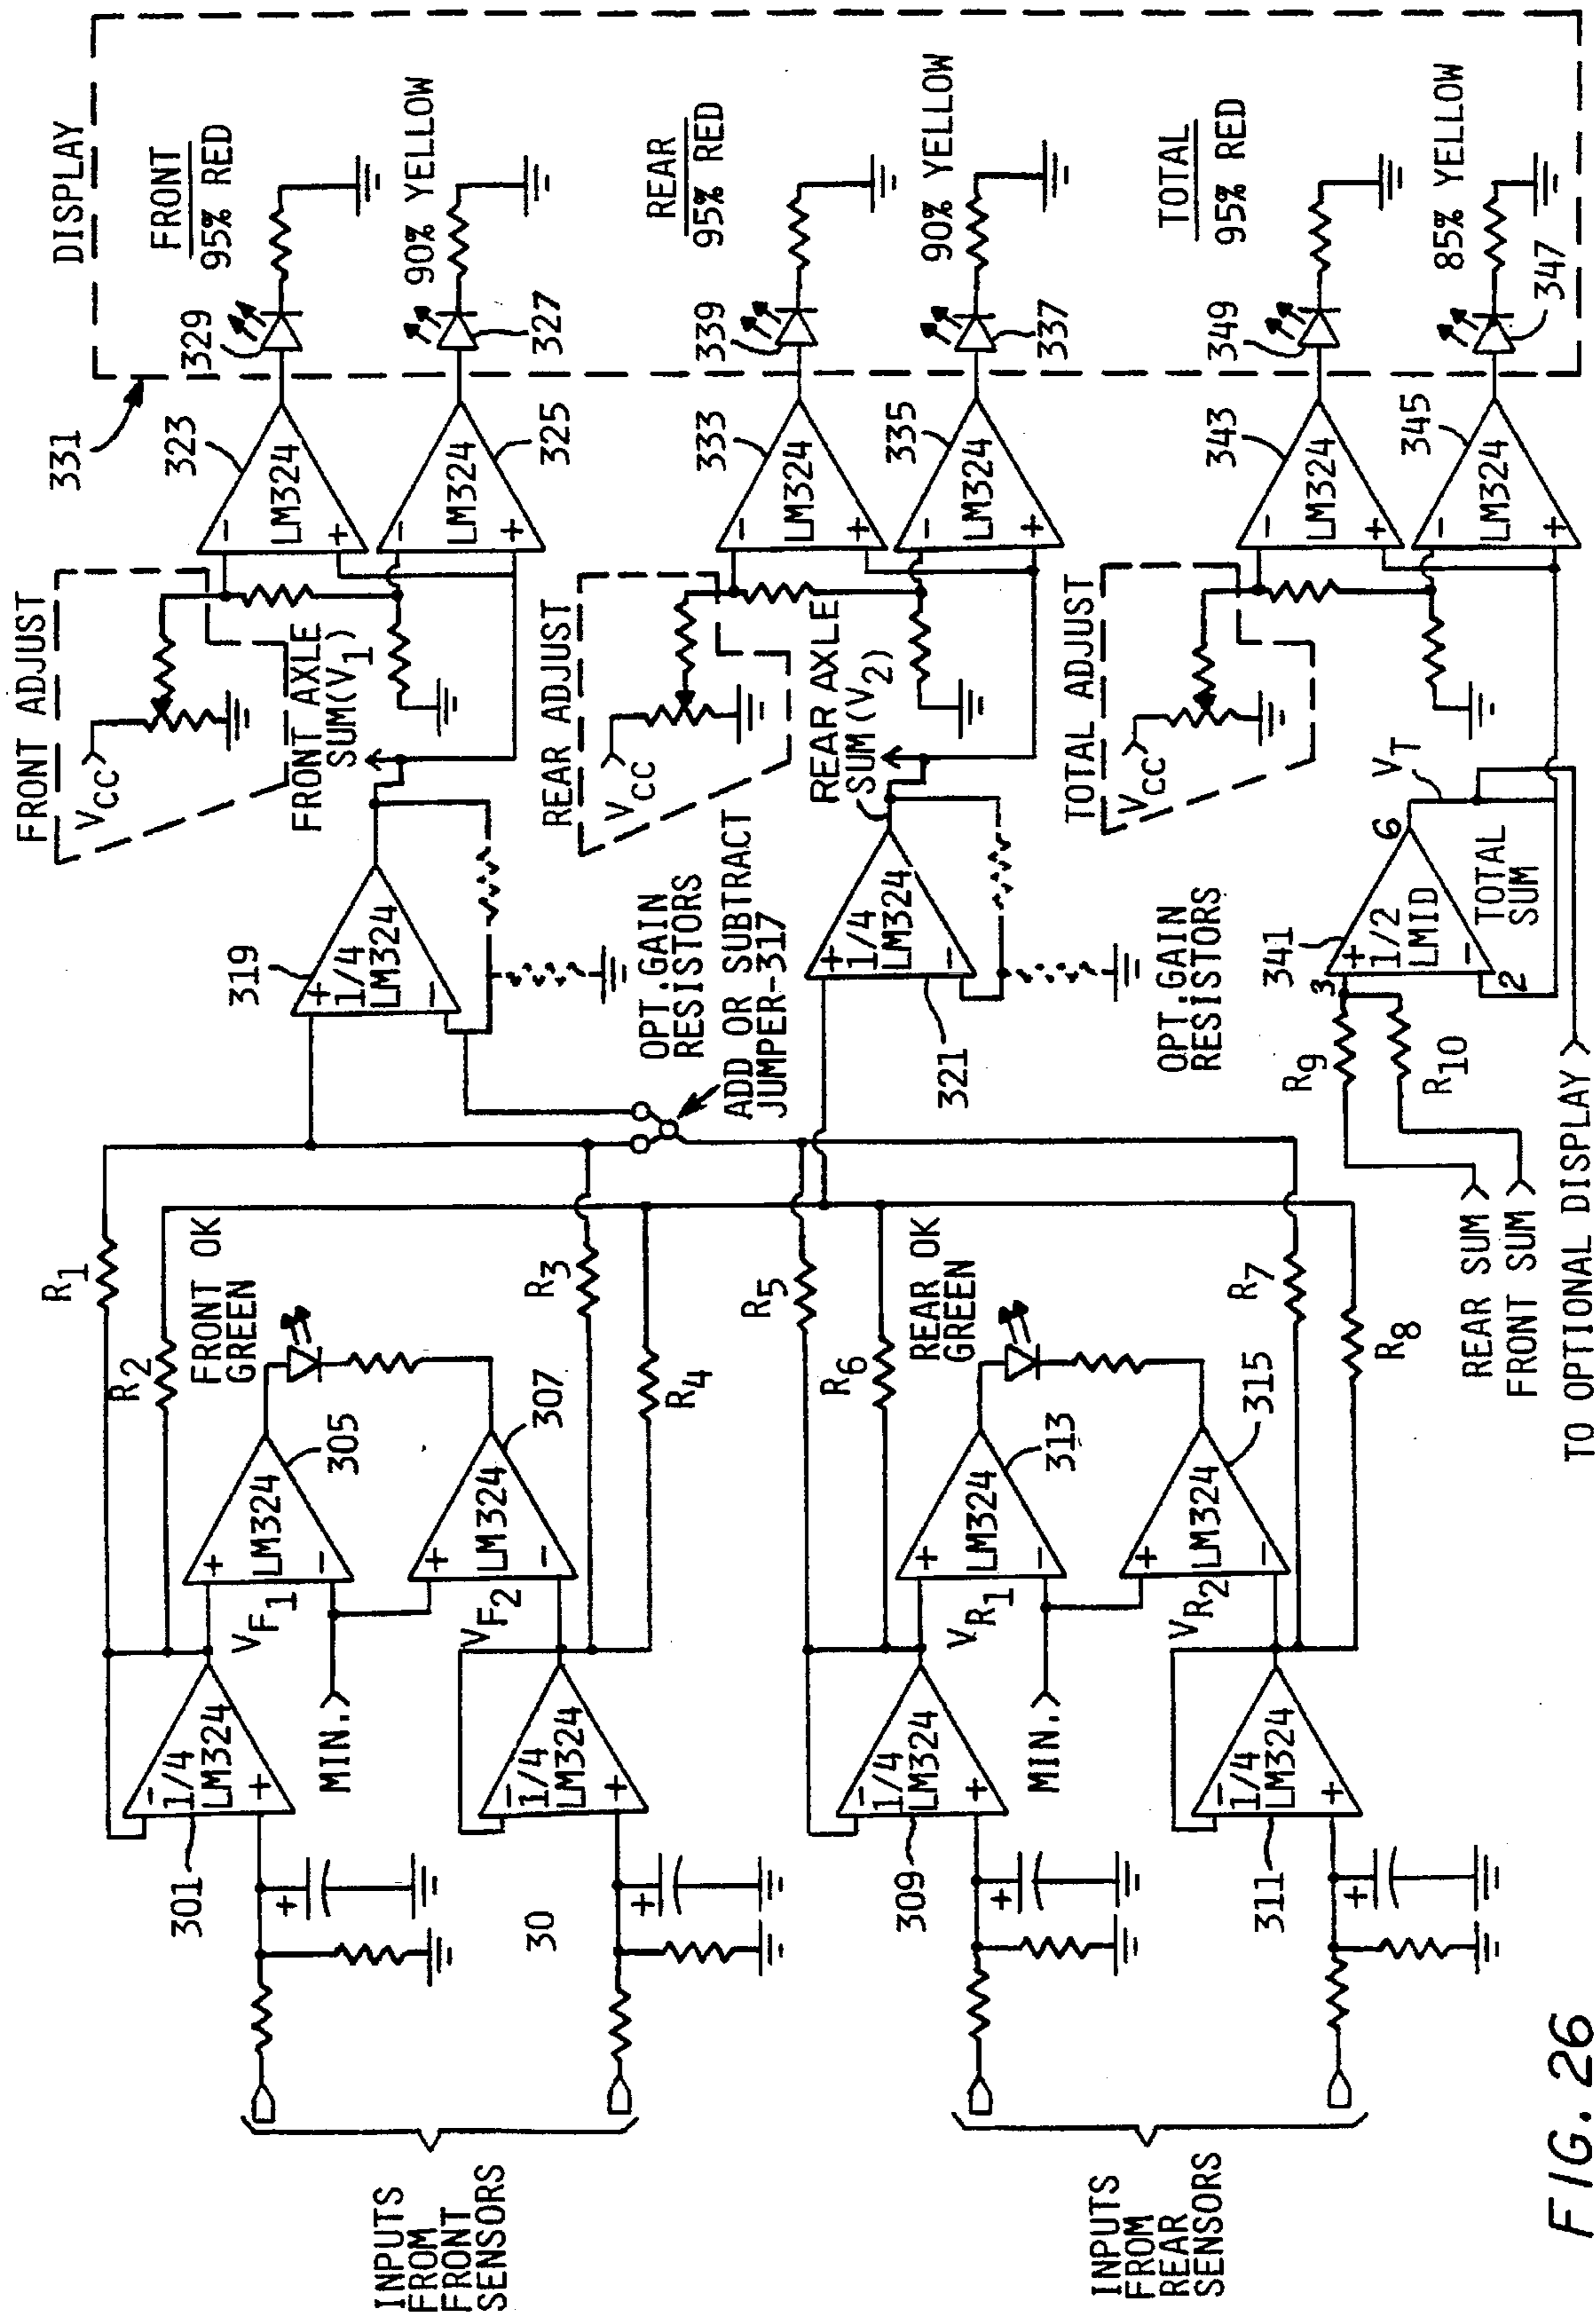 DISPLAY
331
FRONT ADJUST
VCC
FRONT AXLE
SUM(V1)
323
LM324
-
+
325
LM324
-
+
329
FRONT
95% RED
327
90% YELLOW
REAR ADJUST
VCC
REAR AXLE
SUM(V2)
333
LM324
-
+
335
LM324
-
+
339
REAR
95% RED
337
90% YELLOW
TOTAL ADJUST
VCC
343
LM324
-
+
345
LM324
-
+
349
TOTAL
95% RED
347
85% YELLOW
319
+
1/4
LM324
-
OPT.GAIN
RESISTORS
ADD OR SUBTRACT
JUMPER-317
+
1/4
LM324
-
321
OPT.GAIN
RESISTORS
341
3
+
1/2
LMID
-
2
6
VT
TOTAL
SUM
R9
R10
REAR SUM
FRONT SUM
TO OPTIONAL DISPLAY
R1
R2
FRONT OK
GREEN
305
+
LM324
-
VF1
307
+
LM324
-
VF2
R3
R4
MIN.
-
1/4
LM324
+
301
-
1/4
LM324
+
30
+
+
INPUTS
FROM
FRONT
SENSORS
R5
R6
REAR OK
GREEN
313
+
LM324
-
VR1
315
+
LM324
-
VR2
R7
R8
MIN.
-
1/4
LM324
+
309
-
1/4
LM324
+
311
+
+
INPUTS
FROM
REAR
SENSORS
FIG. 26